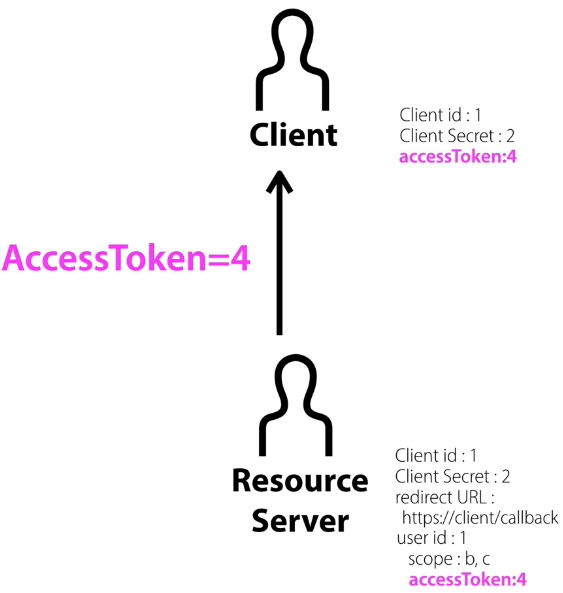 Client
Client id : 1
Client Secret : 2
accessToken:4
AccessToken=4
Resource
Server
Client id : 1
Client Secret : 2
redirect URL :
https://client/callback
user id : 1
scope : b, c
accessToken:4